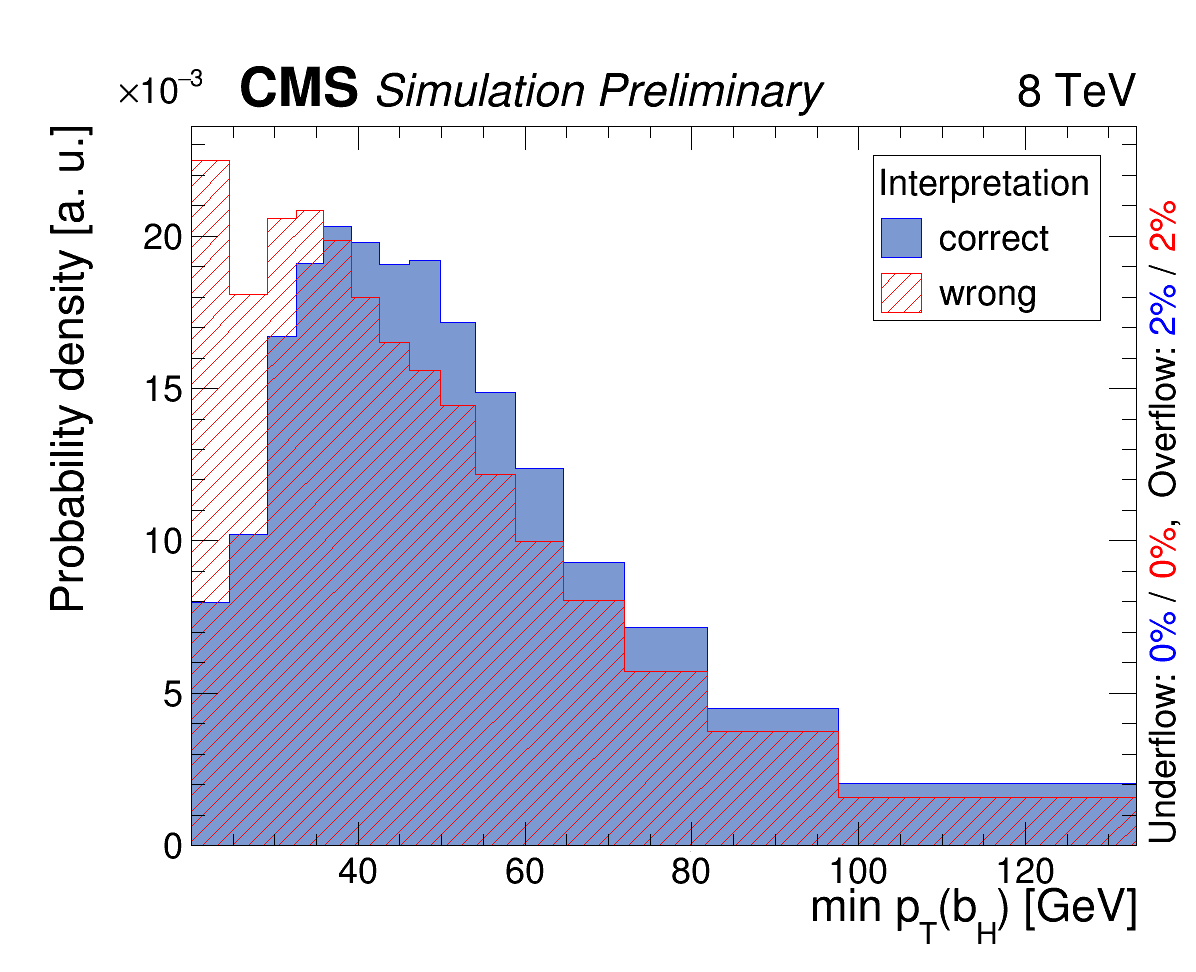 ×10⁻³ CMS Simulation Preliminary 8 TeV
Probability density [a. u.]
Interpretation
correct
wrong
20
15
10
5
0
40 60 80 100 120
min p_T(b_H) [GeV]
Underflow: 0% / 0%, Overflow: 2% / 2%